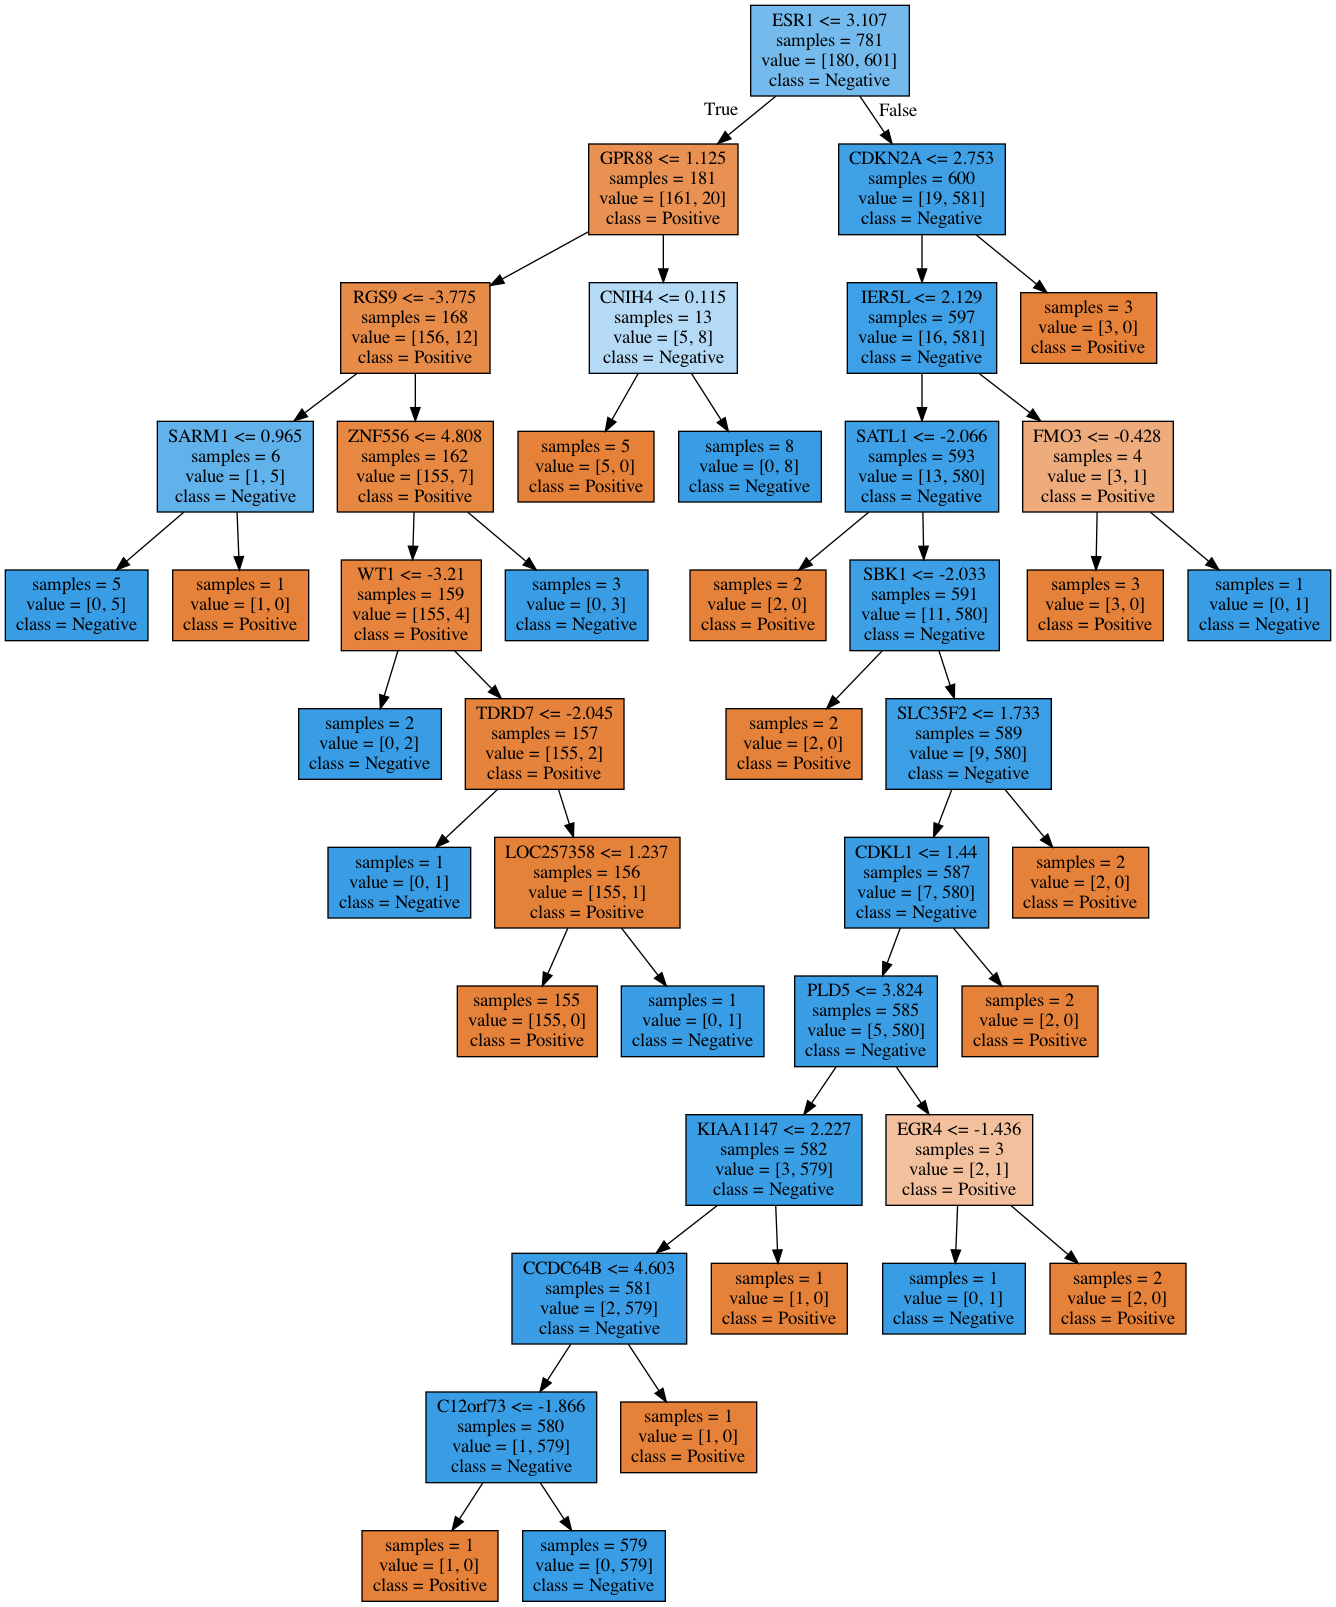 ESR1 <= 3.107
samples = 781
value = [180, 601]
class = Negative
True
False
GPR88 <= 1.125
samples = 181
value = [161, 20]
class = Positive
CDKN2A <= 2.753
samples = 600
value = [19, 581]
class = Negative
RGS9 <= -3.775
samples = 168
value = [156, 12]
class = Positive
CNIH4 <= 0.115
samples = 13
value = [5, 8]
class = Negative
IER5L <= 2.129
samples = 597
value = [16, 581]
class = Negative
samples = 3
value = [3, 0]
class = Positive
SARM1 <= 0.965
samples = 6
value = [1, 5]
class = Negative
ZNF556 <= 4.808
samples = 162
value = [155, 7]
class = Positive
samples = 5
value = [5, 0]
class = Positive
samples = 8
value = [0, 8]
class = Negative
SATL1 <= -2.066
samples = 593
value = [13, 580]
class = Negative
FMO3 <= -0.428
samples = 4
value = [3, 1]
class = Positive
samples = 5
value = [0, 5]
class = Negative
samples = 1
value = [1, 0]
class = Positive
WT1 <= -3.21
samples = 159
value = [155, 4]
class = Positive
samples = 3
value = [0, 3]
class = Negative
samples = 2
value = [2, 0]
class = Positive
SBK1 <= -2.033
samples = 591
value = [11, 580]
class = Negative
samples = 3
value = [3, 0]
class = Positive
samples = 1
value = [0, 1]
class = Negative
samples = 2
value = [0, 2]
class = Negative
TDRD7 <= -2.045
samples = 157
value = [155, 2]
class = Positive
samples = 2
value = [2, 0]
class = Positive
SLC35F2 <= 1.733
samples = 589
value = [9, 580]
class = Negative
samples = 1
value = [0, 1]
class = Negative
LOC257358 <= 1.237
samples = 156
value = [155, 1]
class = Positive
CDKL1 <= 1.44
samples = 587
value = [7, 580]
class = Negative
samples = 2
value = [2, 0]
class = Positive
samples = 155
value = [155, 0]
class = Positive
samples = 1
value = [0, 1]
class = Negative
PLD5 <= 3.824
samples = 585
value = [5, 580]
class = Negative
samples = 2
value = [2, 0]
class = Positive
KIAA1147 <= 2.227
samples = 582
value = [3, 579]
class = Negative
EGR4 <= -1.436
samples = 3
value = [2, 1]
class = Positive
CCDC64B <= 4.603
samples = 581
value = [2, 579]
class = Negative
samples = 1
value = [1, 0]
class = Positive
samples = 1
value = [0, 1]
class = Negative
samples = 2
value = [2, 0]
class = Positive
C12orf73 <= -1.866
samples = 580
value = [1, 579]
class = Negative
samples = 1
value = [1, 0]
class = Positive
samples = 1
value = [1, 0]
class = Positive
samples = 579
value = [0, 579]
class = Negative